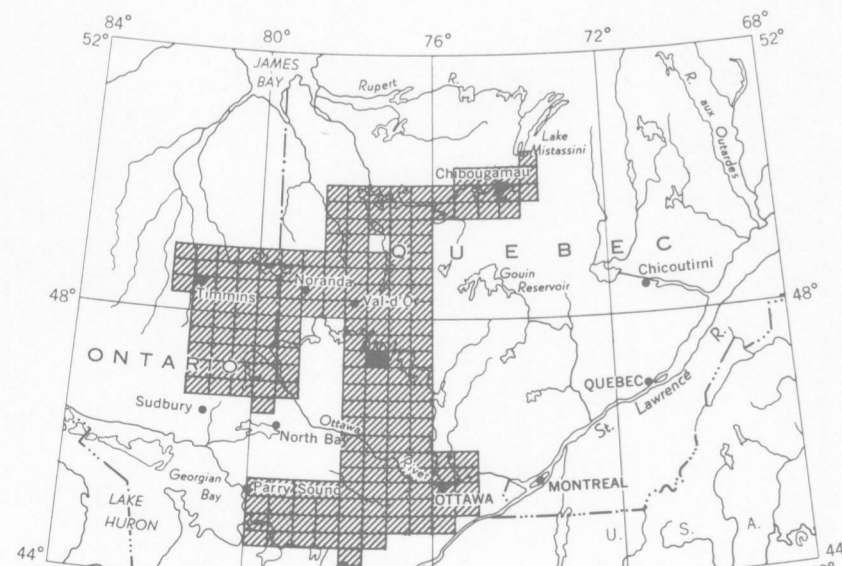 84° 80° 76° 72° 68°
52° 52°
JAMES
BAY
Rupert R.
R. aux Outardes
Lake
Mistassini
Chibougamau
QUEBEC
Gouin
Reservoir
Chicoutimi
Noranda
Timmins
Val-d'O
48° 48°
ONTARIO
QUEBEC
St. Lawrence R.
Sudbury
Ottawa
River
North Ba
Georgian
Bay
Parry Sound
OTTAWA
MONTREAL
LAKE
HURON
U. S. A.
44° 44